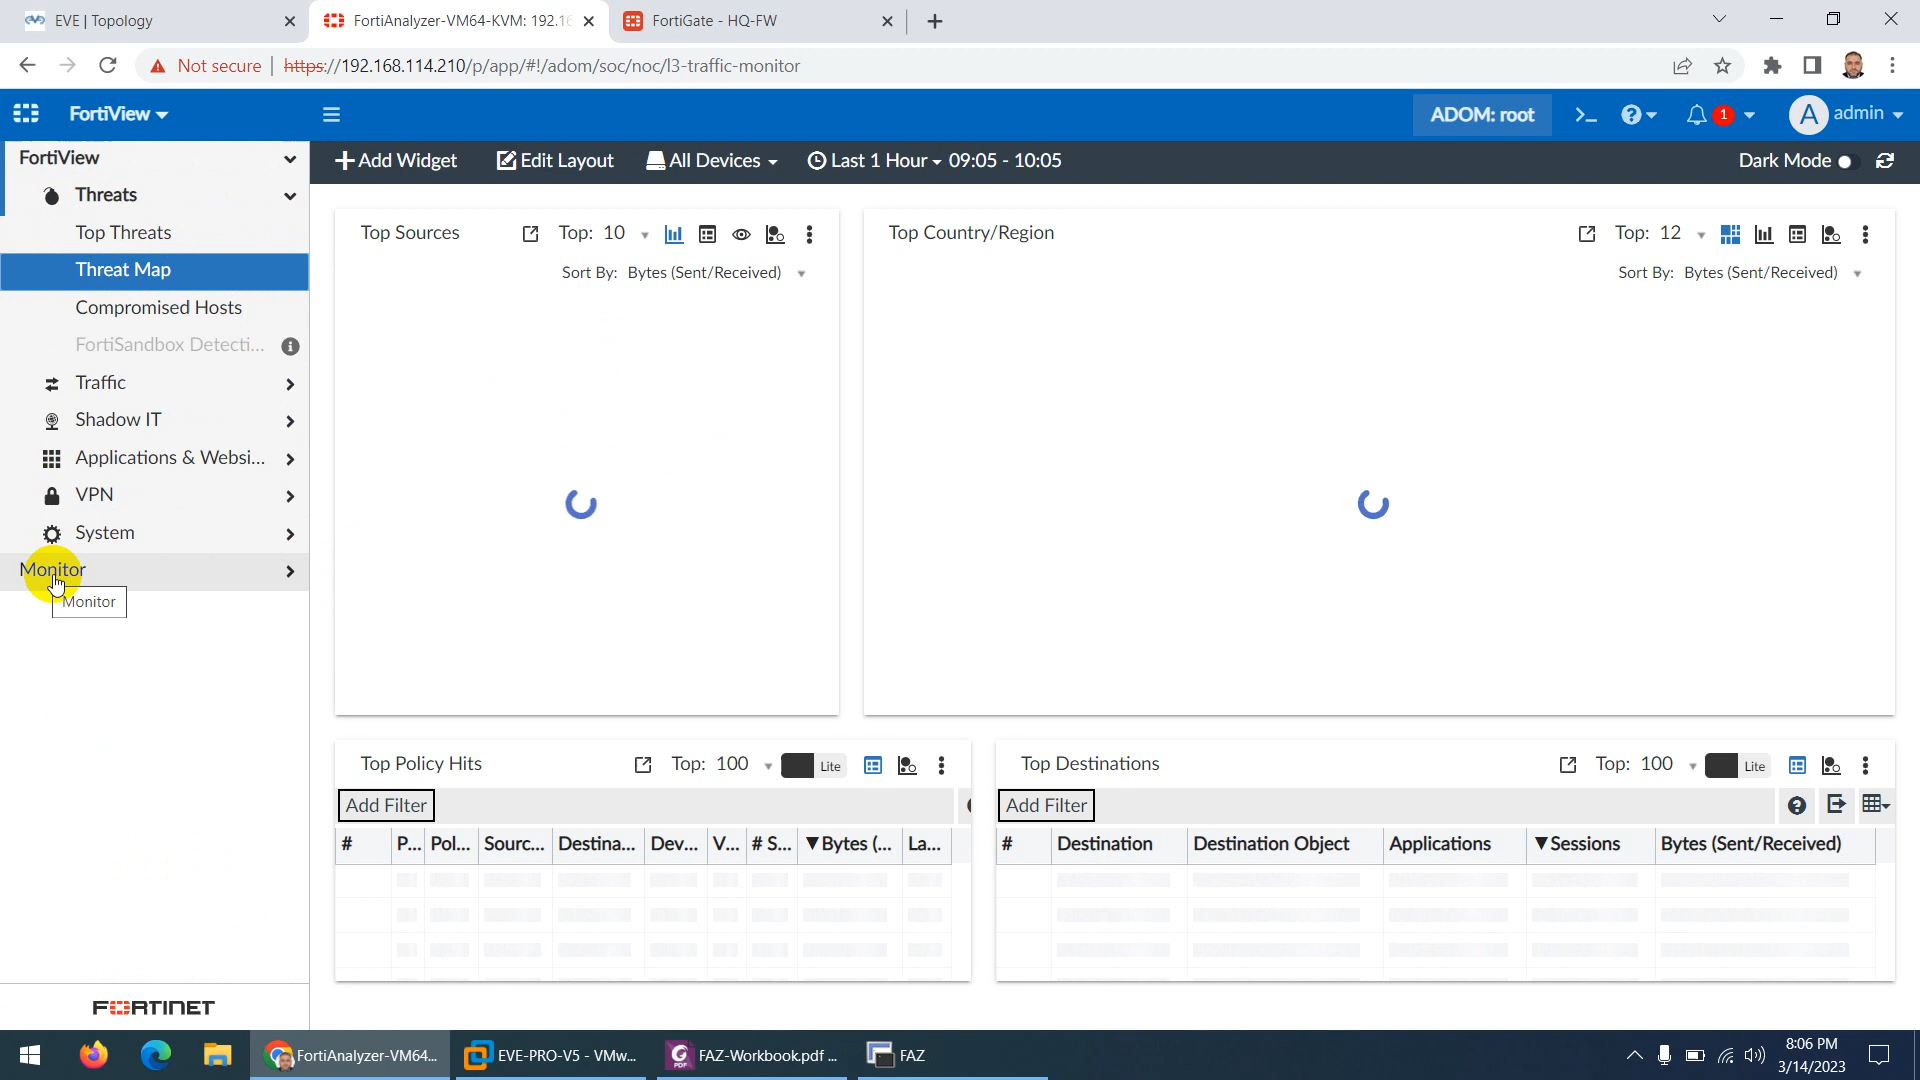 EVE | Topology
FortiAnalyzer-VM64-KVM: 192.16
FortiGate - HQ-FW
Not secure
https://192.168.114.210/p/app/#!/adom/soc/noc/l3-traffic-monitor
FortiView
ADOM: root
1
A
admin
FortiView
Threats
Top Threats
Threat Map
Compromised Hosts
FortiSandbox Detecti...
Traffic
Shadow IT
Applications & Websi...
VPN
System
Monitor
Monitor
FORTINET
Add Widget
Edit Layout
All Devices
Last 1 Hour
09:05 - 10:05
Dark Mode
Top Sources
Top: 10
Sort By: Bytes (Sent/Received)
Top Country/Region
Top: 12
Sort By: Bytes (Sent/Received)
Top Policy Hits
Top: 100
Lite
Add Filter
# P... Pol... Sourc... Destina... Dev... V... # S... ▼Bytes (... La...
Top Destinations
Top: 100
Lite
Add Filter
# Destination Destination Object Applications ▼Sessions Bytes (Sent/Received)
FortiAnalyzer-VM64...
EVE-PRO-V5 - VMw...
PDF
FAZ-Workbook.pdf ...
FAZ
8:06 PM
3/14/2023